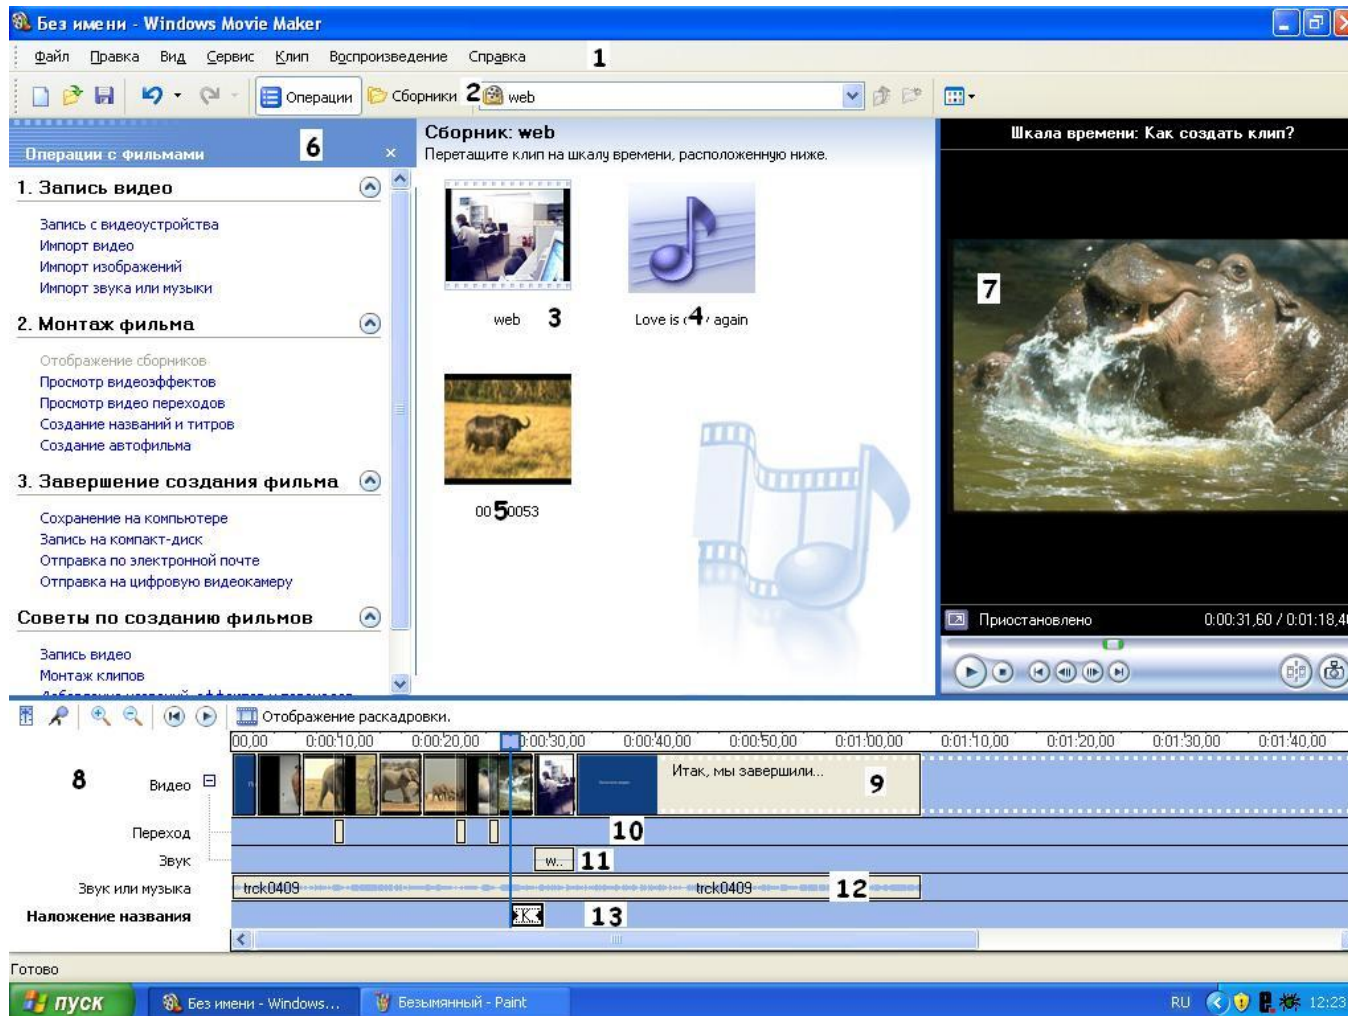 Без имени - Windows Movie Maker
Файл Правка Вид Сервис Клип Воспроизведение Справка 1
Операции Сборники 2 web
Операции с фильмами 6
1. Запись видео
Запись с видеоустройства
Импорт видео
Импорт изображений
Импорт звука или музыки
2. Монтаж фильма
Отображение сборников
Просмотр видеоэффектов
Просмотр видео переходов
Создание названий и титров
Создание автофильма
3. Завершение создания фильма
Сохранение на компьютере
Запись на компакт-диск
Отправка по электронной почте
Отправка на цифровую видеокамеру
Советы по созданию фильмов
Запись видео
Монтаж клипов
Сборник: web
Перетащите клип на шкалу времени, расположенную ниже.
web 3
Love is 4 again
00 5 0053
Шкала времени: Как создать клип?
7
Приостановлено 0:00:31,60 / 0:01:18,4
Отображение раскадровки.
00,00 0:00:10,00 0:00:20,00 0:00:30,00 0:00:40,00 0:00:50,00 0:01:00,00 0:01:10,00 0:01:20,00 0:01:30,00 0:01:40,00
8 Видео Итак, мы завершили... 9
Переход 10
Звук w... 11
Звук или музыка trck0409 trck0409 12
Наложение названия К. 13
Готово
пуск Без имени - Windows... Безымянный - Paint RU 12:23